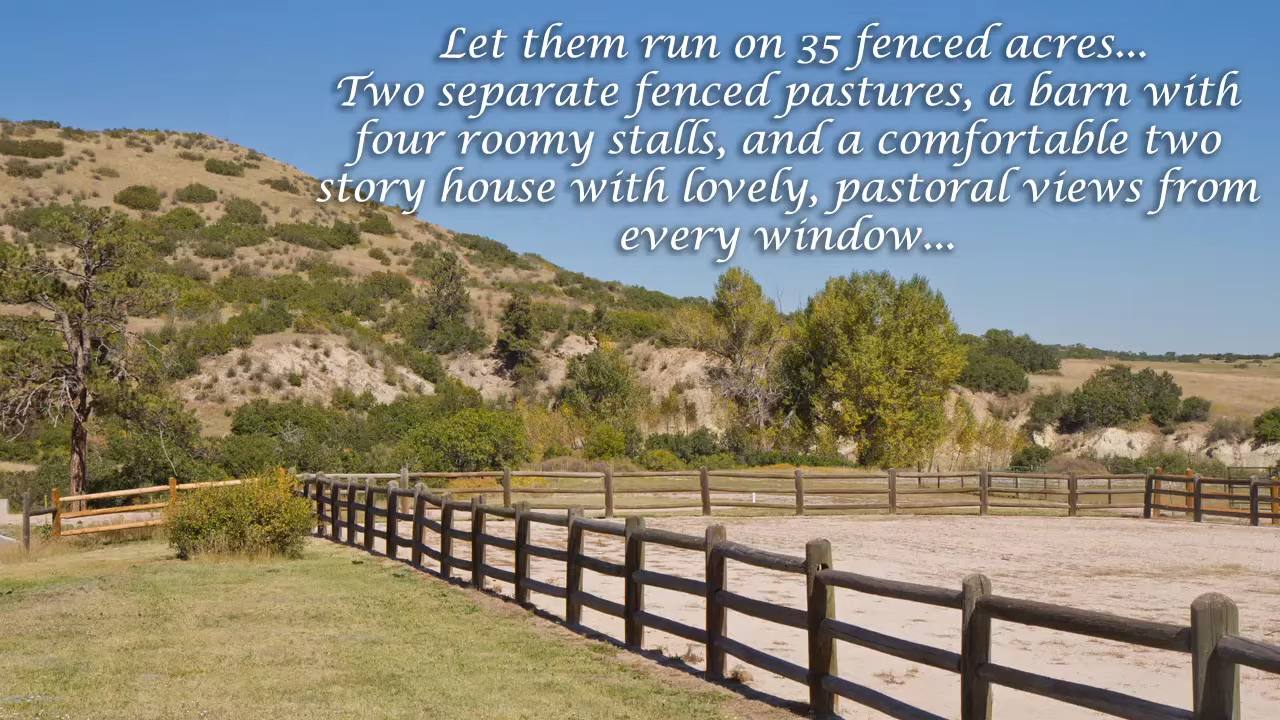 Let them run on 35 fenced acres...
Two separate fenced pastures, a barn with
four roomy stalls, and a comfortable two
story house with lovely, pastoral views from
every window...